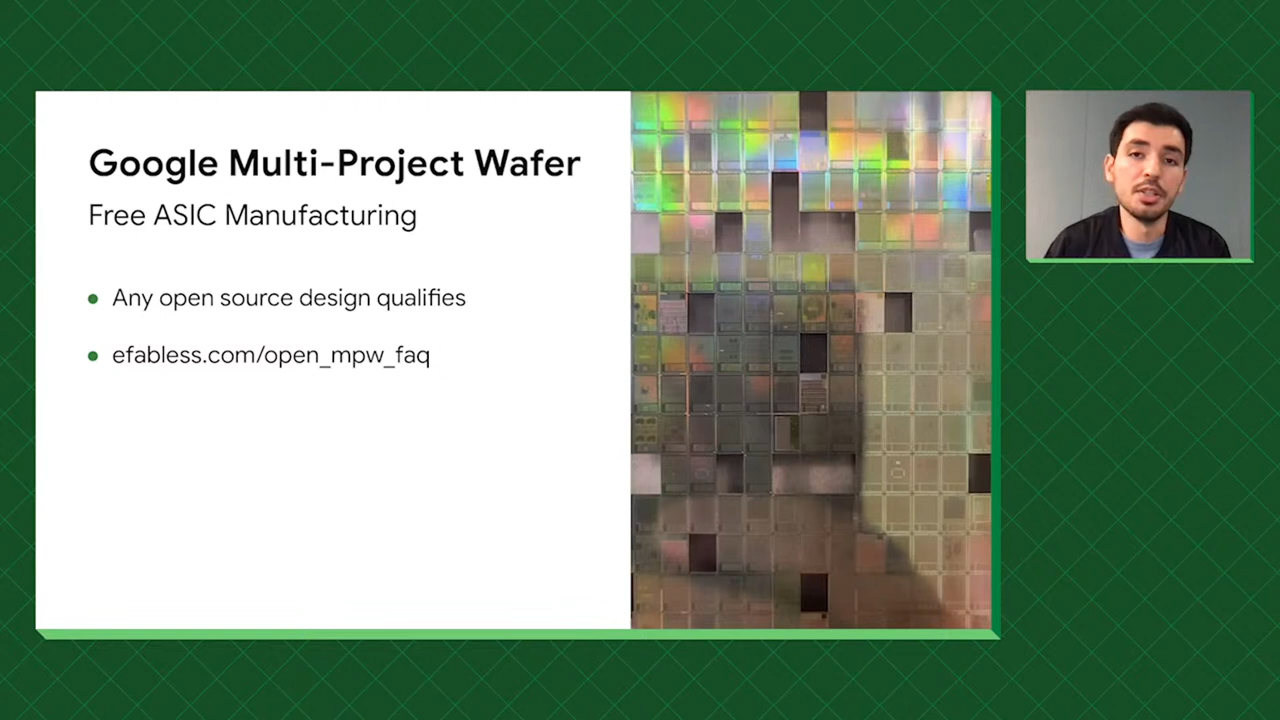 Google Multi-Project Wafer
Free ASIC Manufacturing
Any open source design qualifies
efabless.com/open_mpw_faq